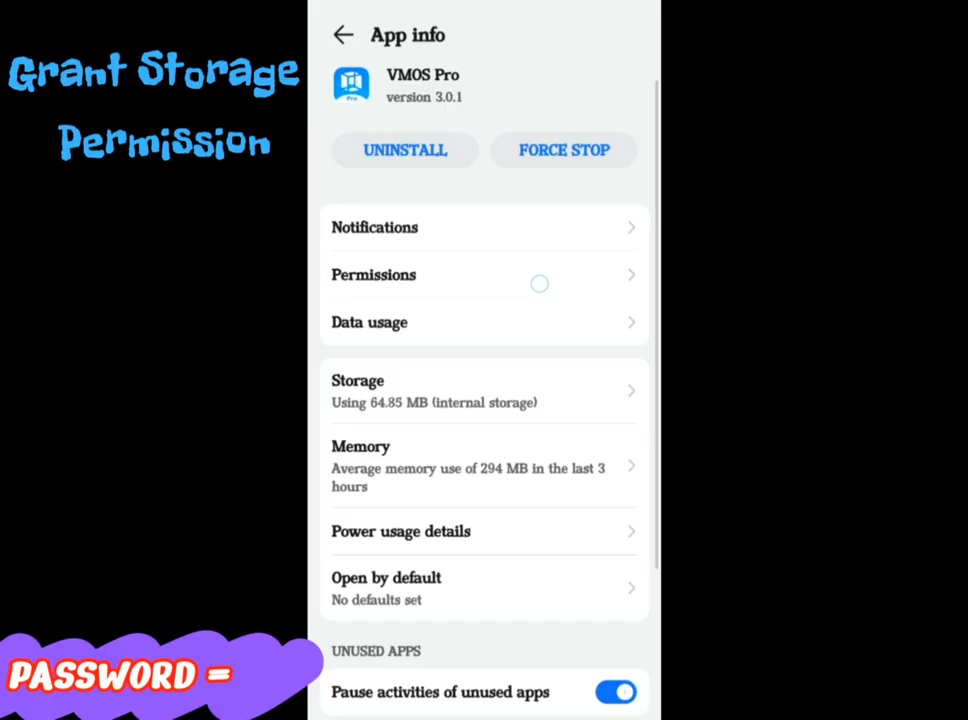 Grant Storage
Permission
App info
VMOS Pro
version 3.0.1
Pro
UNINSTALL
FORCE STOP
Notifications
Permissions
Data usage
Storage
Using 64.85 MB (internal storage)
Memory
Average memory use of 294 MB in the last 3
hours
Power usage details
Open by default
No defaults set
UNUSED APPS
Pause activities of unused apps
PASSWORD =